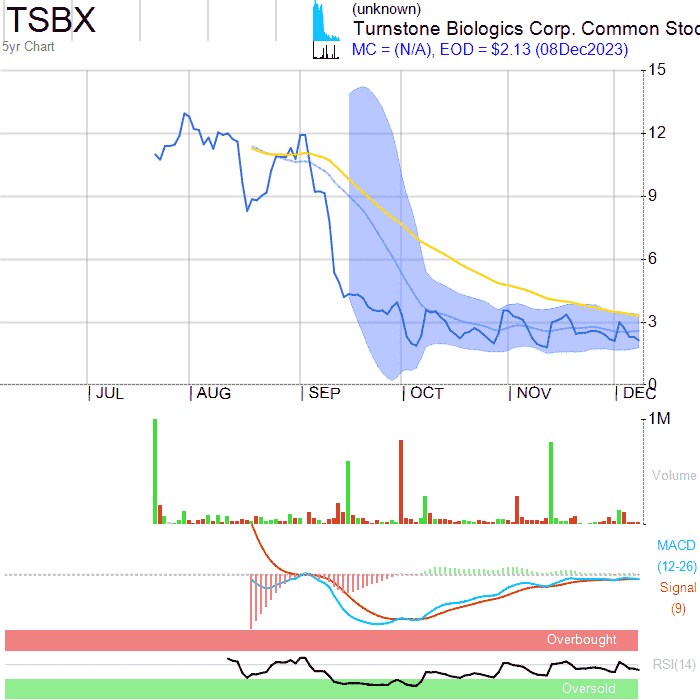 TSBX
5yr Chart
(unknown)
Turnstone Biologics Corp. Common Stoc
MC = (N/A), EOD = $2.13 (08Dec2023)
15
12
9
6
3
0
JUL AUG SEP OCT NOV DEC
1M
Volume
MACD
(12-26)
Signal
(9)
Overbought
RSI(14)
Oversold